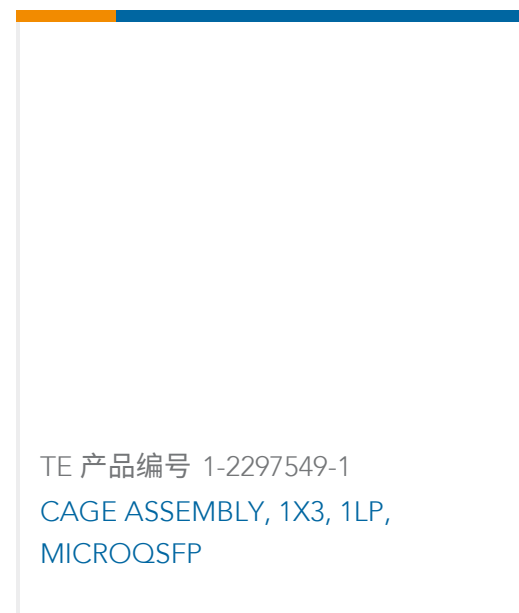 TE 产品编号 1-2297549-1
CAGE ASSEMBLY, 1X3, 1LP,
MICROQSFP